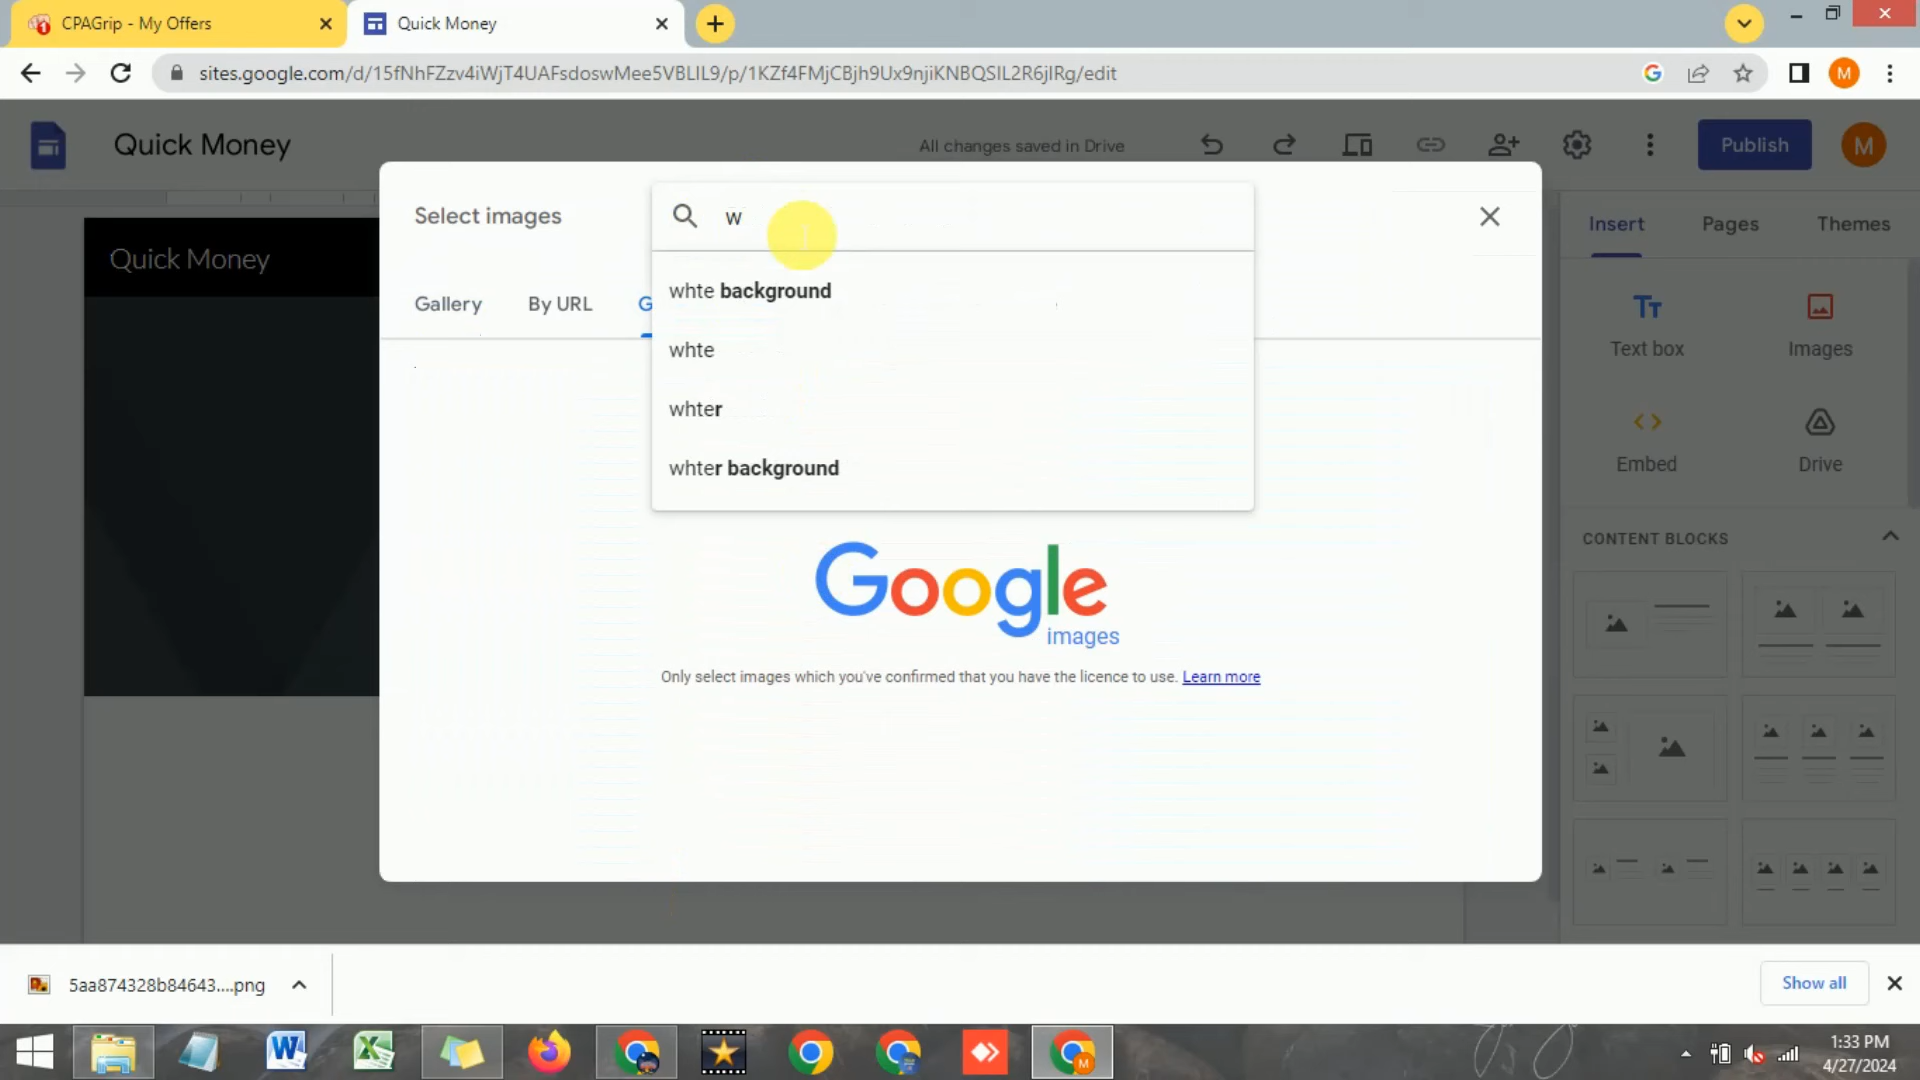 CPAGrip - My Offers
Quick Money
sites.google.com/d/15fNhFZzv4iWjT4UAFsdoswMee5VBLlL9/p/1KZf4FMjCBjh9Ux9njiKNBQSlL2R6jlRg/edit
M
Quick Money
All changes saved in Drive
Publish
M
Select images
w
Insert
Pages
Themes
Quick Money
Gallery
By URL
G
whte background
whte
whter
whter background
Text box
Images
Embed
Drive
CONTENT BLOCKS
Google
images
Only select images which you've confirmed that you have the licence to use. Learn more
5aa874328b84643....png
Show all
1:33 PM
4/27/2024